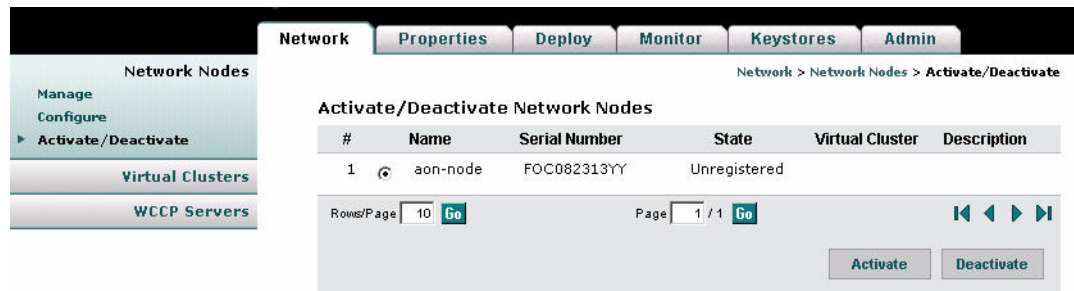 Network Properties Deploy Monitor Keystores Admin
Network Nodes
Manage
Configure
Activate/Deactivate
Virtual Clusters
WCCP Servers
Network > Network Nodes > Activate/Deactivate
Activate/Deactivate Network Nodes
# Name Serial Number State Virtual Cluster Description
1 aon-node FOC082313YY Unregistered
Rows/Page 10 Go Page 1 / 1 Go
Activate Deactivate